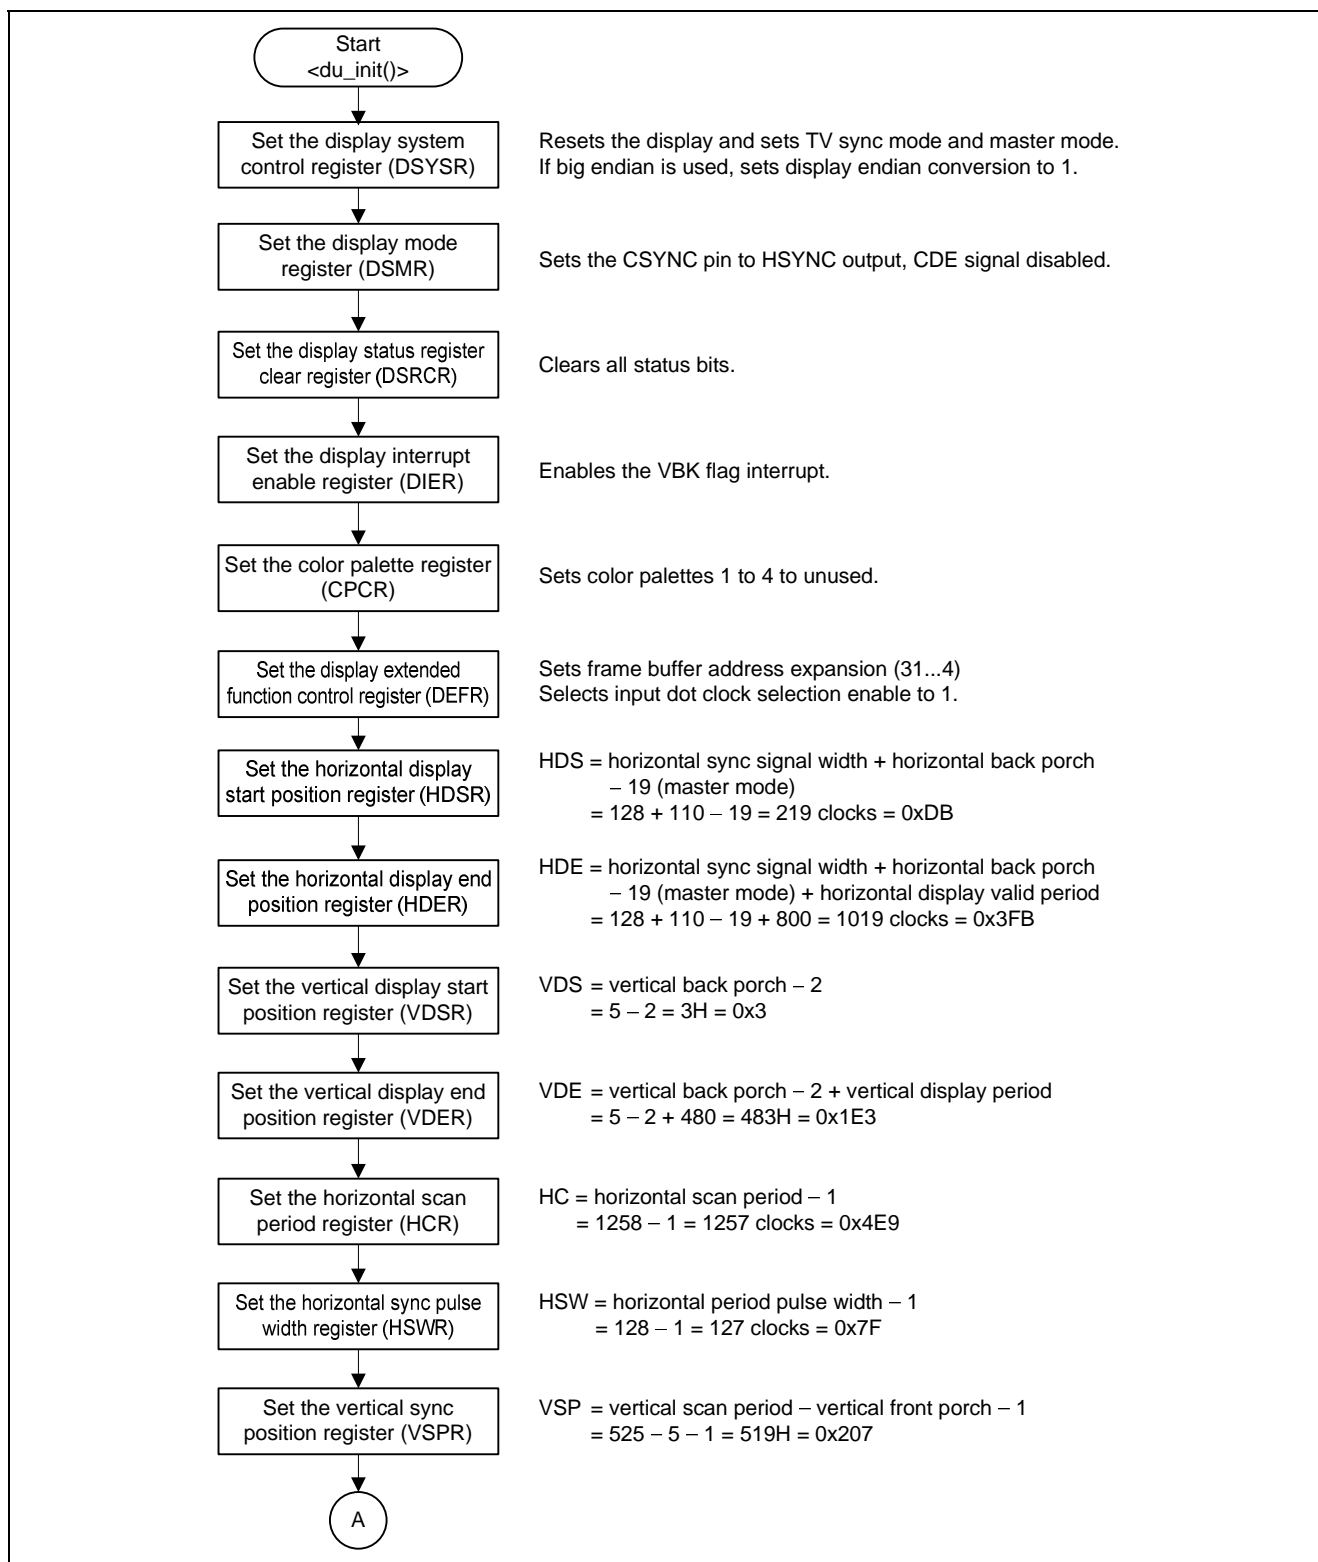 Start
<du_init()>
Set the display system
control register (DSYSR)
Resets the display and sets TV sync mode and master mode.
If big endian is used, sets display endian conversion to 1.
Set the display mode
register (DSMR)
Sets the CSYNC pin to HSYNC output, CDE signal disabled.
Set the display status register
clear register (DSRCR)
Clears all status bits.
Set the display interrupt
enable register (DIER)
Enables the VBK flag interrupt.
Set the color palette register
(CPCR)
Sets color palettes 1 to 4 to unused.
Set the display extended
function control register (DEFR)
Sets frame buffer address expansion (31...4)
Selects input dot clock selection enable to 1.
Set the horizontal display
start position register (HDSR)
HDS = horizontal sync signal width + horizontal back porch
– 19 (master mode)
= 128 + 110 – 19 = 219 clocks = 0xDB
Set the horizontal display end
position register (HDER)
HDE = horizontal sync signal width + horizontal back porch
– 19 (master mode) + horizontal display valid period
= 128 + 110 – 19 + 800 = 1019 clocks = 0x3FB
Set the vertical display start
position register (VDSR)
VDS = vertical back porch – 2
= 5 – 2 = 3H = 0x3
Set the vertical display end
position register (VDER)
VDE = vertical back porch – 2 + vertical display period
= 5 – 2 + 480 = 483H = 0x1E3
Set the horizontal scan
period register (HCR)
HC = horizontal scan period – 1
= 1258 – 1 = 1257 clocks = 0x4E9
Set the horizontal sync pulse
width register (HSWR)
HSW = horizontal period pulse width – 1
= 128 – 1 = 127 clocks = 0x7F
Set the vertical sync
position register (VSPR)
VSP = vertical scan period – vertical front porch – 1
= 525 – 5 – 1 = 519H = 0x207
A